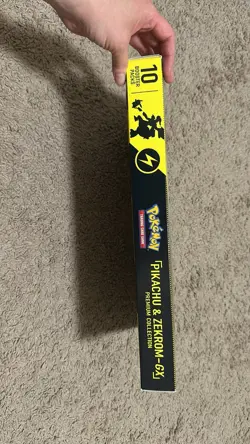 10
BOOSTER
PACKS
POKéMON
TRADING CARD GAME
「PIKACHU & ZEKROM-GX」
PREMIUM COLLECTION